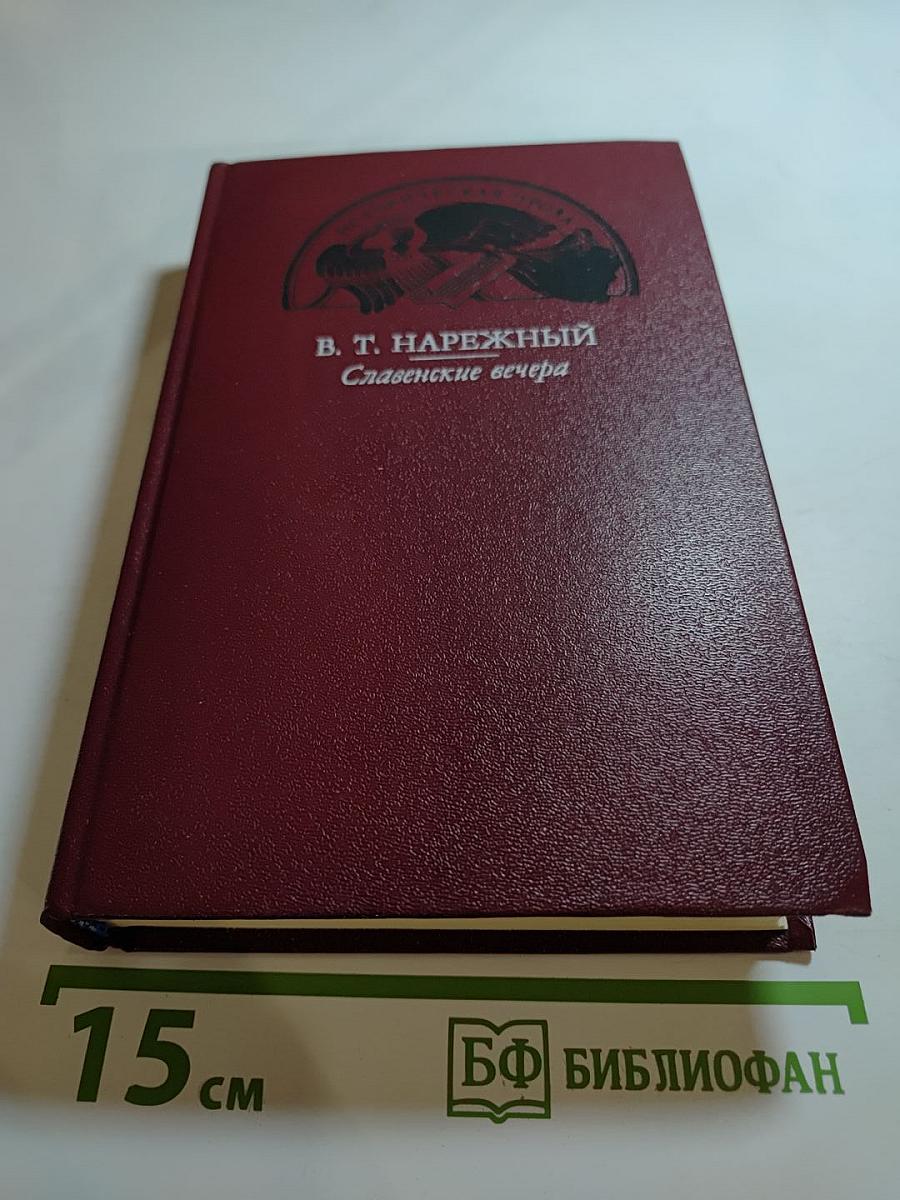 В. Т. НАРЕЖНЫЙ
Славенские вечера
15 см
БФ БИБЛИОФАН